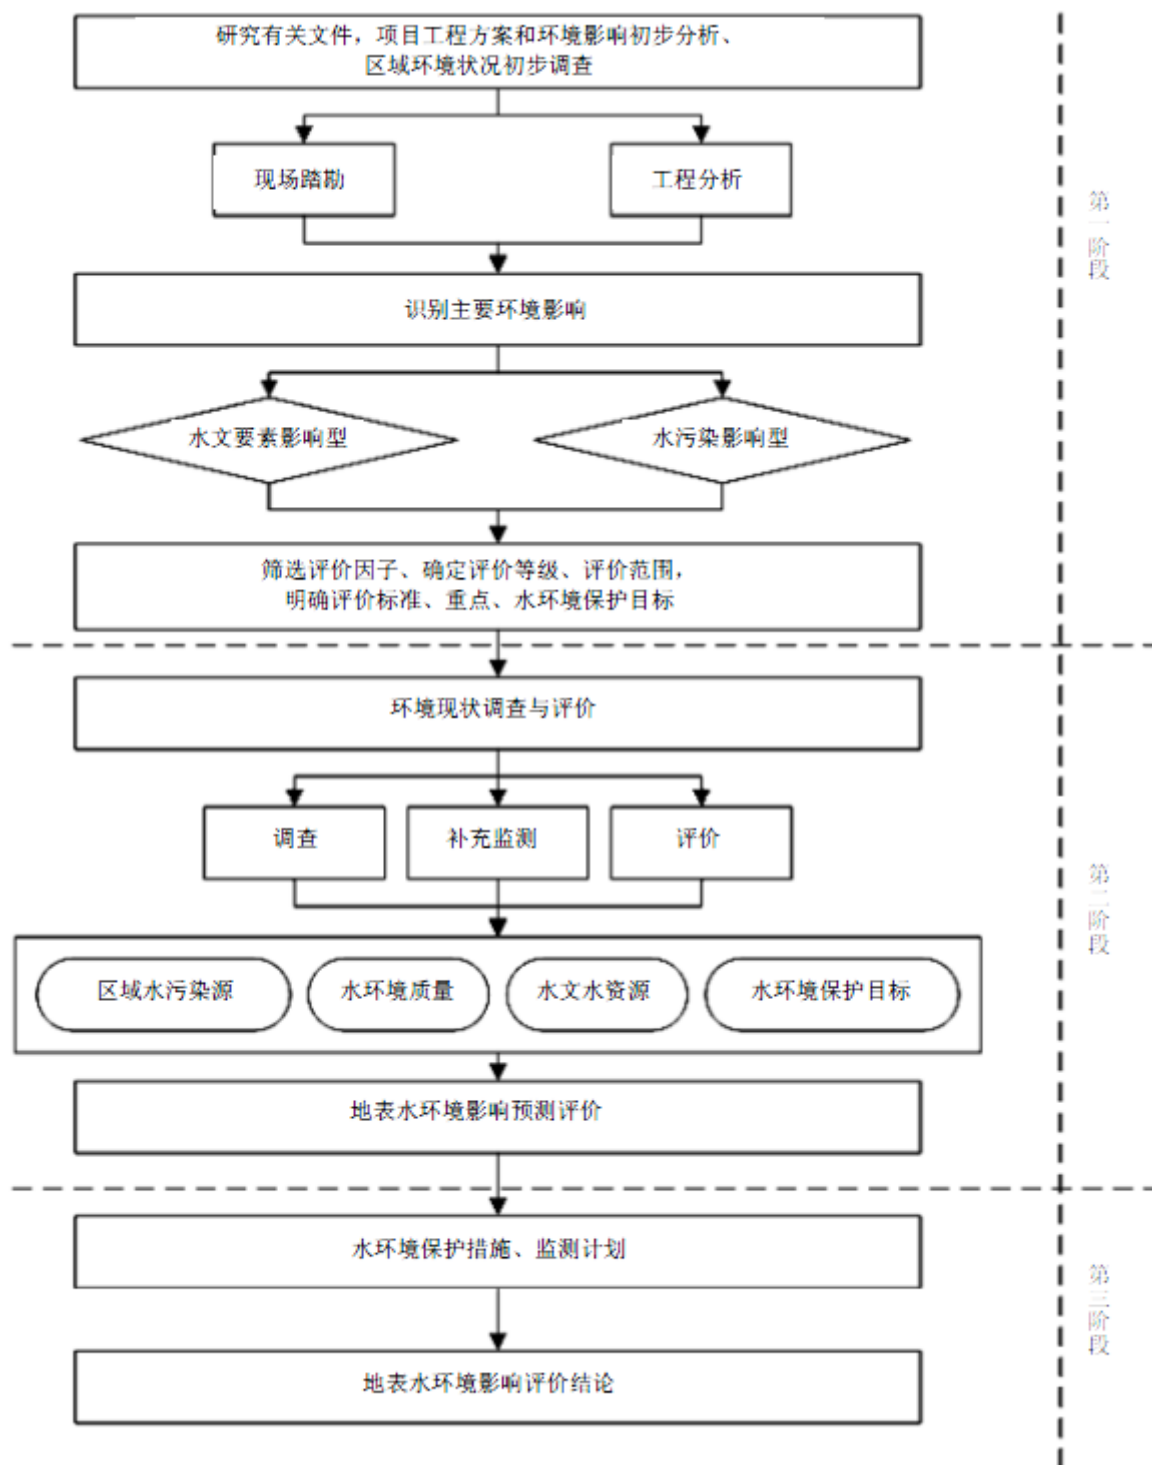 研究有关文件，项目工程方案和环境影响初步分析、
区域环境状况初步调查
现场踏勘
工程分析
第一阶段
识别主要环境影响
水文要素影响型
水污染影响型
筛选评价因子、确定评价等级、评价范围，
明确评价标准、重点、水环境保护目标
环境现状调查与评价
调查
补充监测
评价
第二阶段
区域水污染源
水环境质量
水文水资源
水环境保护目标
地表水环境影响预测评价
水环境保护措施、监测计划
第三阶段
地表水环境影响评价结论